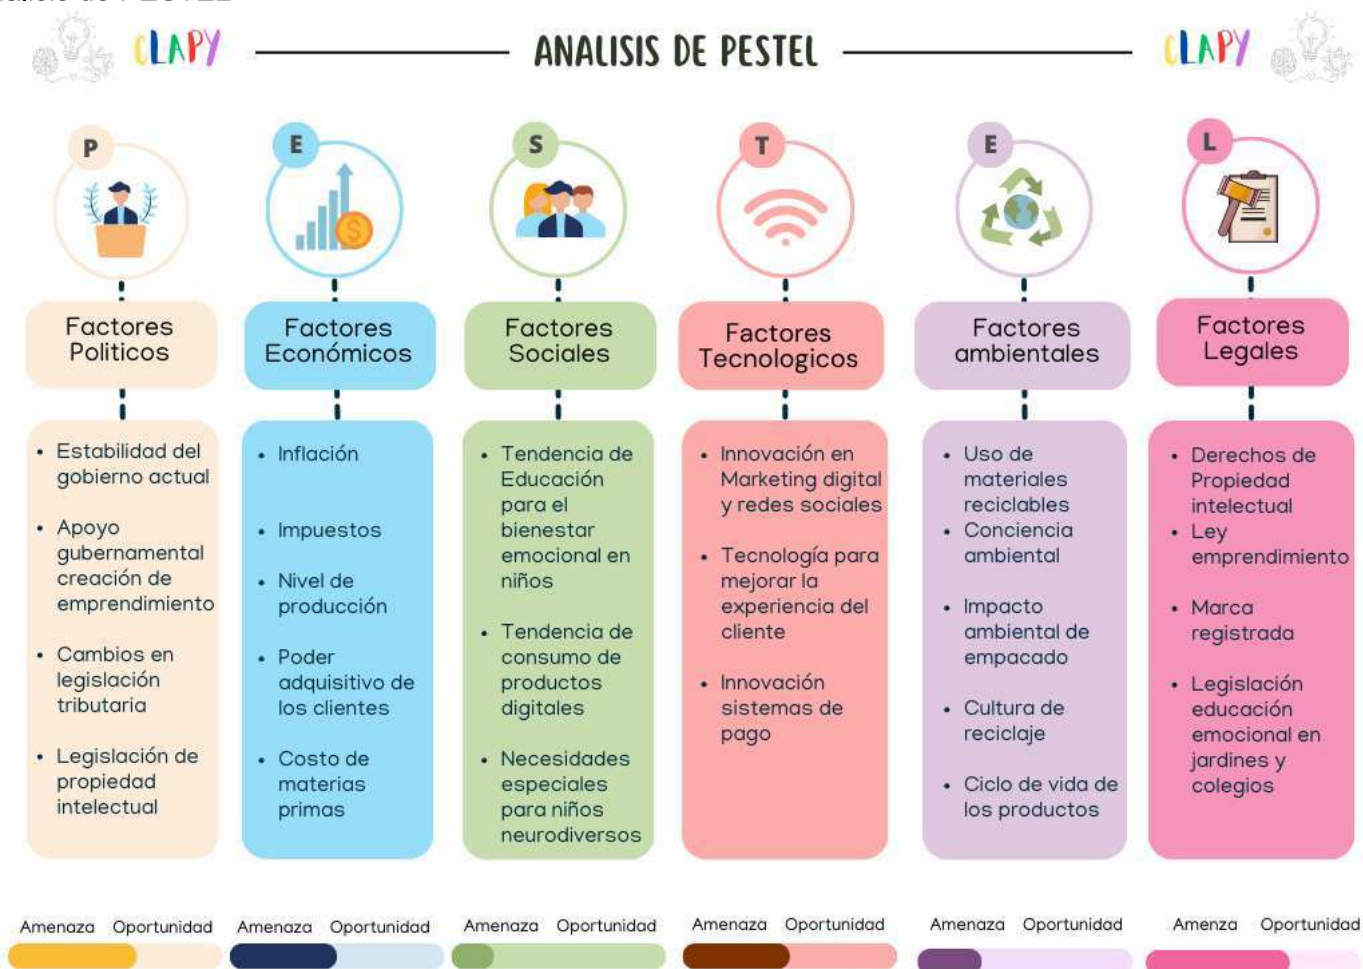 CLAPY
ANALISIS DE PESTEL
CLAPY
P
Factores
Politicos
• Estabilidad del
gobierno actual
• Apoyo
gubernamental
creación de
emprendimiento
• Cambios en
legislación
tributaria
• Legislación de
propiedad
intelectual
Amenaza Oportunidad
E
Factores
Económicos
• Inflación
• Impuestos
• Nivel de
producción
• Poder
adquisitivo de
los clientes
• Costo de
materias
primas
Amenaza Oportunidad
S
Factores
Sociales
• Tendencia de
Educación
para el
bienestar
emocional en
niños
• Tendencia de
consumo de
productos
digitales
• Necesidades
especiales
para niños
neurodiversos
Amenaza Oportunidad
T
Factores
Tecnologicos
• Innovación en
Marketing digital
y redes sociales
• Tecnología para
mejorar la
experiencia del
cliente
• Innovación
sistemas de
pago
Amenaza Oportunidad
E
Factores
ambientales
• Uso de
materiales
reciclables
• Conciencia
ambiental
• Impacto
ambiental de
empacado
• Cultura de
reciclaje
• Ciclo de vida de
los productos
Amenaza Oportunidad
L
Factores
Legales
• Derechos de
Propiedad
intelectual
• Ley
emprendimiento
• Marca
registrada
• Legislación
educación
emocional en
jardines y
colegios
Amenza Oportunidad